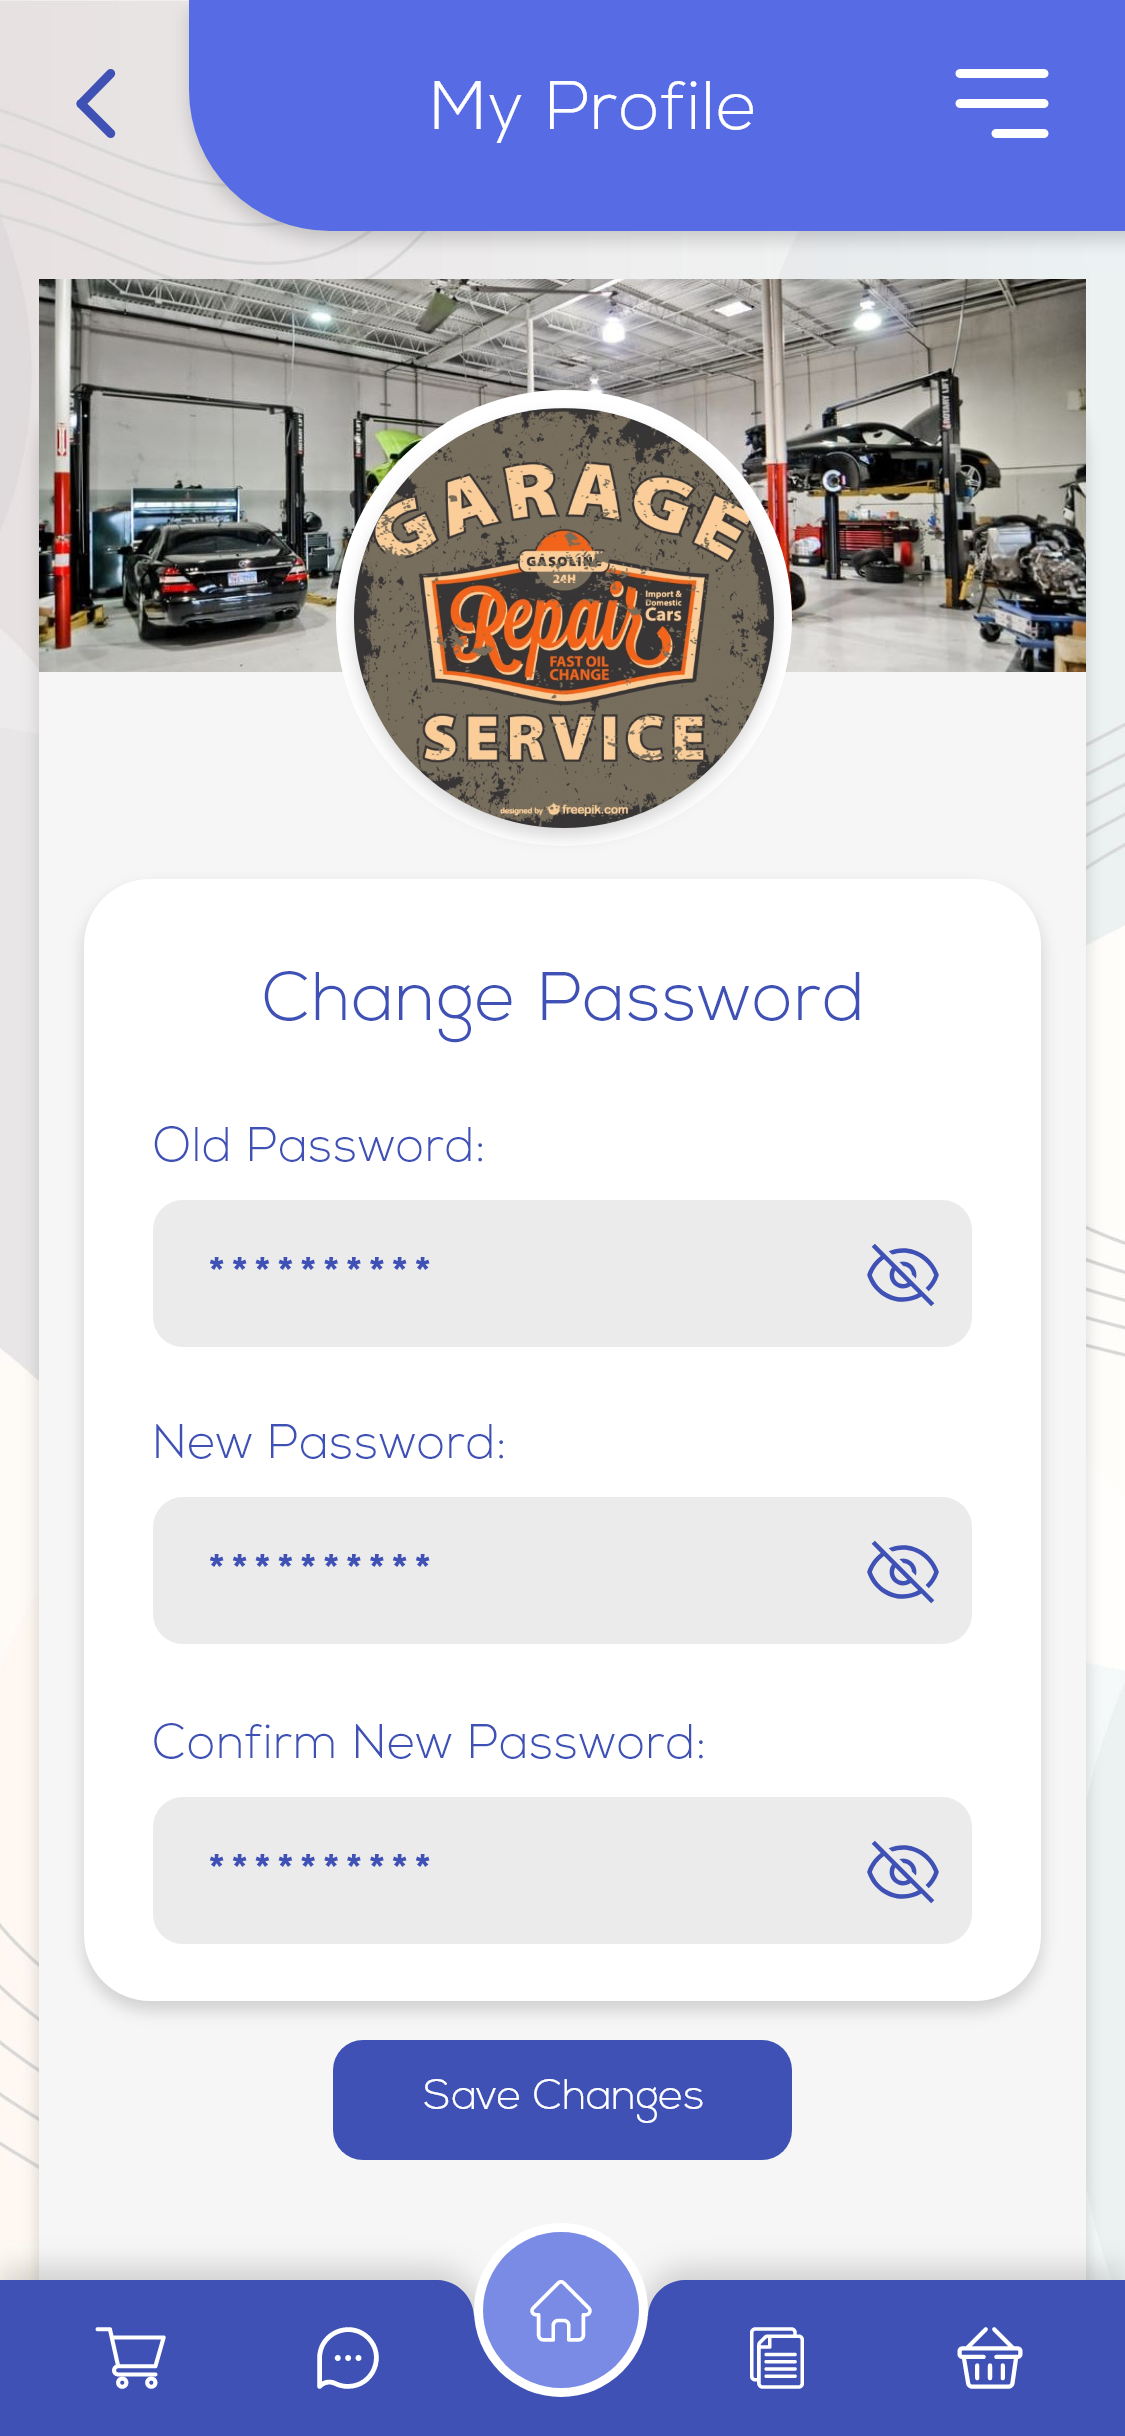 My Profile
GARAGE
GASOLINE
24H
Repair
Import &
Domestic
Cars
FAST OIL
CHANGE
SERVICE
designed by freepik.com
Change Password
Old Password:
**********
New Password:
**********
Confirm New Password:
**********
Save Changes